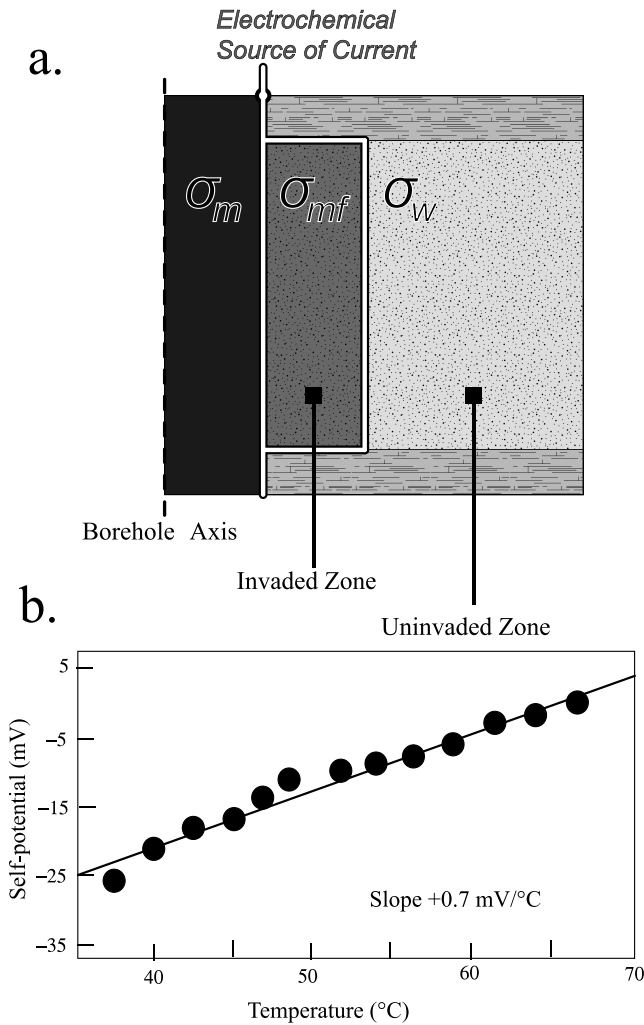 Electrochemical
Source of Current
a.
σm
σmf
σw
Borehole Axis
Invaded Zone
Uninvaded Zone
b.
5
−5
−15
−25
−35
Self-potential (mV)
Slope +0.7 mV/°C
40
50
60
70
Temperature (°C)